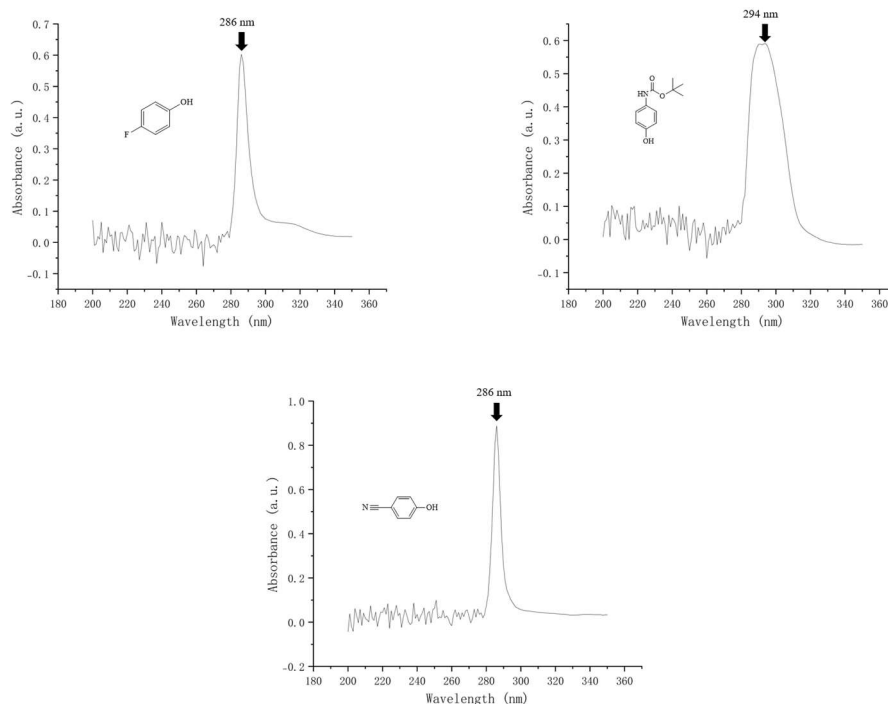 286 nm
0.7
0.6
0.5
0.4
0.3
0.2
0.1
0.0
-0.1
Absorbance (a.u.)
OH
F
180 200 220 240 260 280 300 320 340 360
Wavelength (nm)
294 nm
0.6
0.5
0.4
0.3
0.2
0.1
0.0
-0.1
Absorbance (a.u.)
O
HN O
OH
180 200 220 240 260 280 300 320 340 360
Wavelength (nm)
286 nm
1.0
0.8
0.6
0.4
0.2
0.0
-0.2
Absorbance (a.u.)
N OH
180 200 220 240 260 280 300 320 340 360
Wavelength (nm)